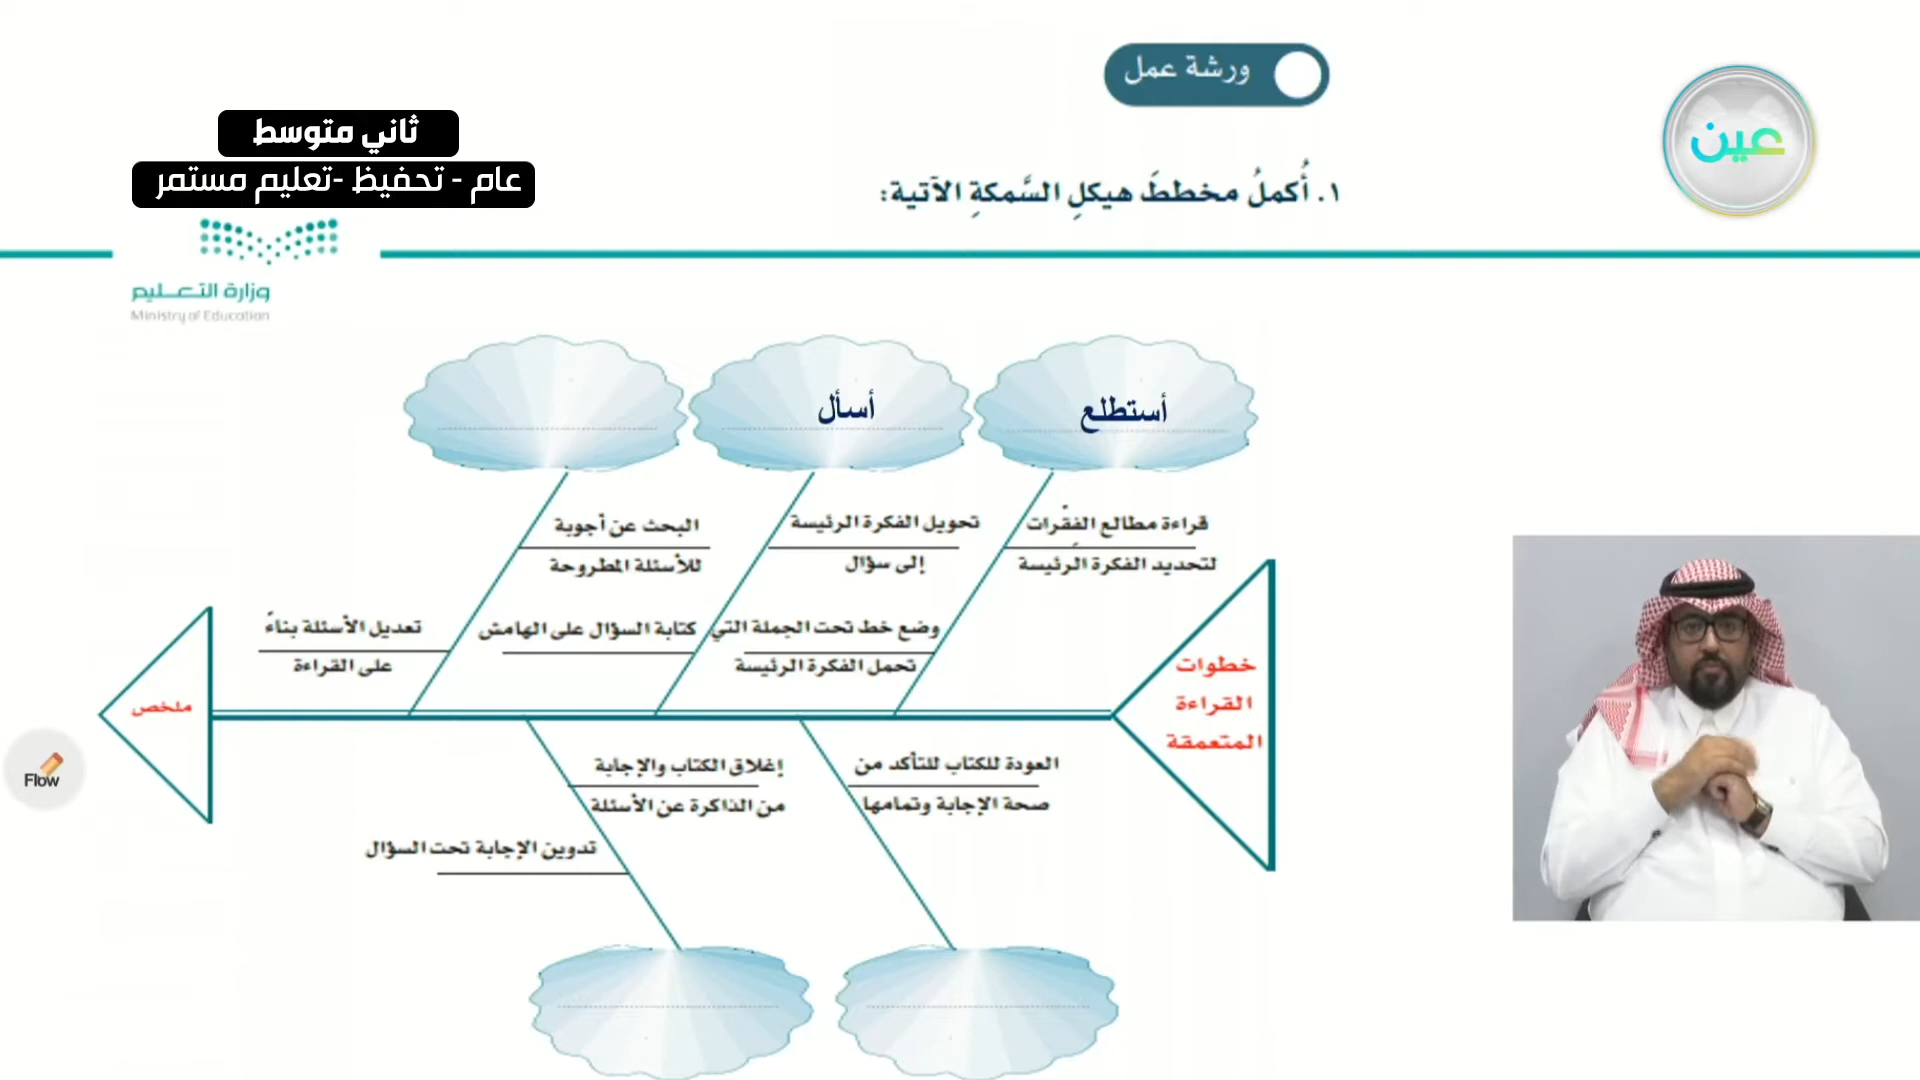 ورشة عمل
عين
ثاني متوسط
عام - تحفيظ -تعليم مستمر
١. أُكملُ مخططَ هيكلِ السَّمكةِ الآتية:
وزارة التعـليم
Ministry of Education
أستطلع
أسأل
قراءة مطالع الفِقْرات
لتحديد الفكرة الرئيسة
تحويل الفكرة الرئيسة
إلى سؤال
البحث عن أجوبة
للأسئلة المطروحة
وضع خط تحت الجملة التي
تحمل الفكرة الرئيسة
كتابة السؤال على الهامش
تعديل الأسئلة بناءً
على القراءة
خطوات
القراءة
المتعمقة
ملخص
العودة للكتاب للتأكد من
صحة الإجابة وتمامها
إغلاق الكتاب والإجابة
من الذاكرة عن الأسئلة
تدوين الإجابة تحت السؤال
Flow